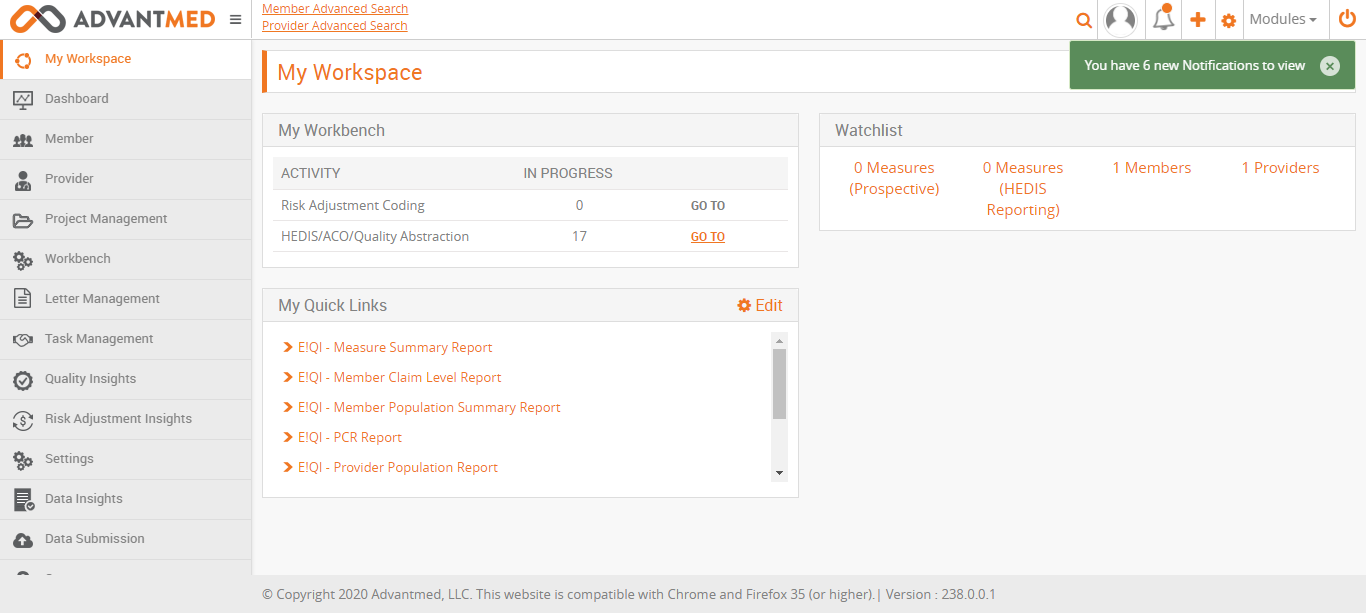 ADVANTMED
Member Advanced Search
Provider Advanced Search
Modules
You have 6 new Notifications to view
My Workspace
Dashboard
Member
Provider
Project Management
Workbench
Letter Management
Task Management
Quality Insights
Risk Adjustment Insights
Settings
Data Insights
Data Submission
My Workspace
My Workbench
ACTIVITY IN PROGRESS
Risk Adjustment Coding 0 GO TO
HEDIS/ACO/Quality Abstraction 17 GO TO
My Quick Links Edit
E!QI - Measure Summary Report
E!QI - Member Claim Level Report
E!QI - Member Population Summary Report
E!QI - PCR Report
E!QI - Provider Population Report
Watchlist
0 Measures
(Prospective)
0 Measures
(HEDIS
Reporting)
1 Members
1 Providers
© Copyright 2020 Advantmed, LLC. This website is compatible with Chrome and Firefox 35 (or higher).| Version : 238.0.0.1